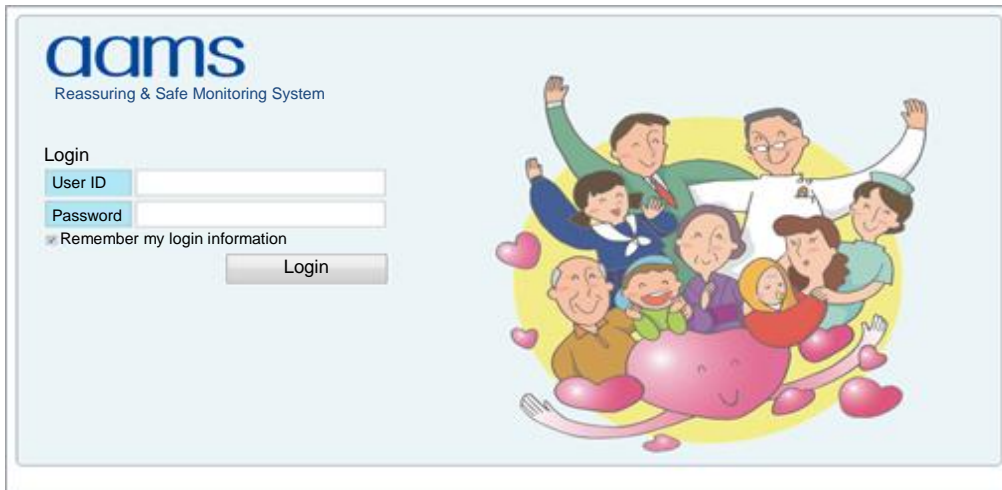 aams
Reassuring & Safe Monitoring System
Login
User ID
Password
Remember my login information
Login